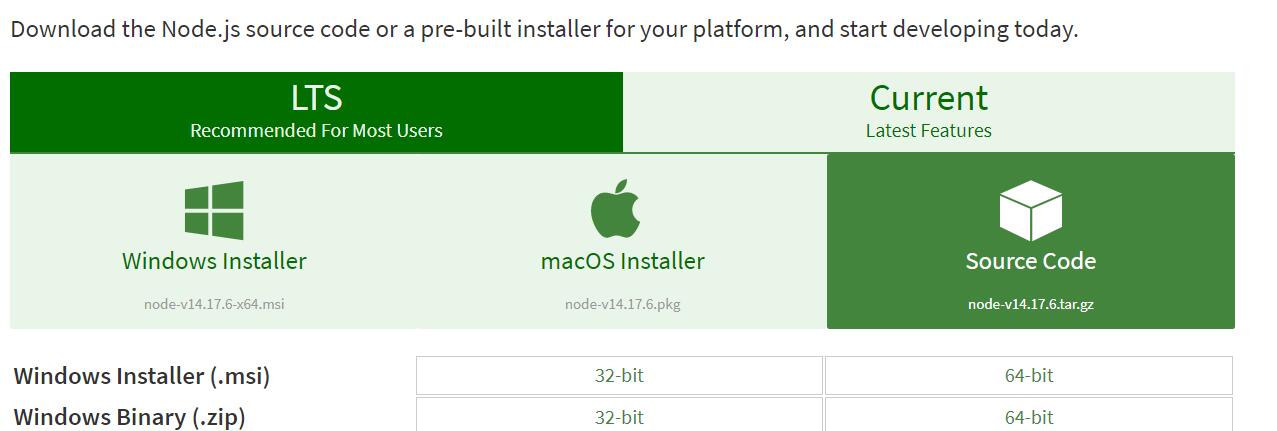 Download the Node.js source code or a pre-built installer for your platform, and start developing today.
LTS
Recommended For Most Users
Current
Latest Features
Windows Installer
node-v14.17.6-x64.msi
macOS Installer
node-v14.17.6.pkg
Source Code
node-v14.17.6.tar.gz
Windows Installer (.msi) 32-bit 64-bit
Windows Binary (.zip) 32-bit 64-bit